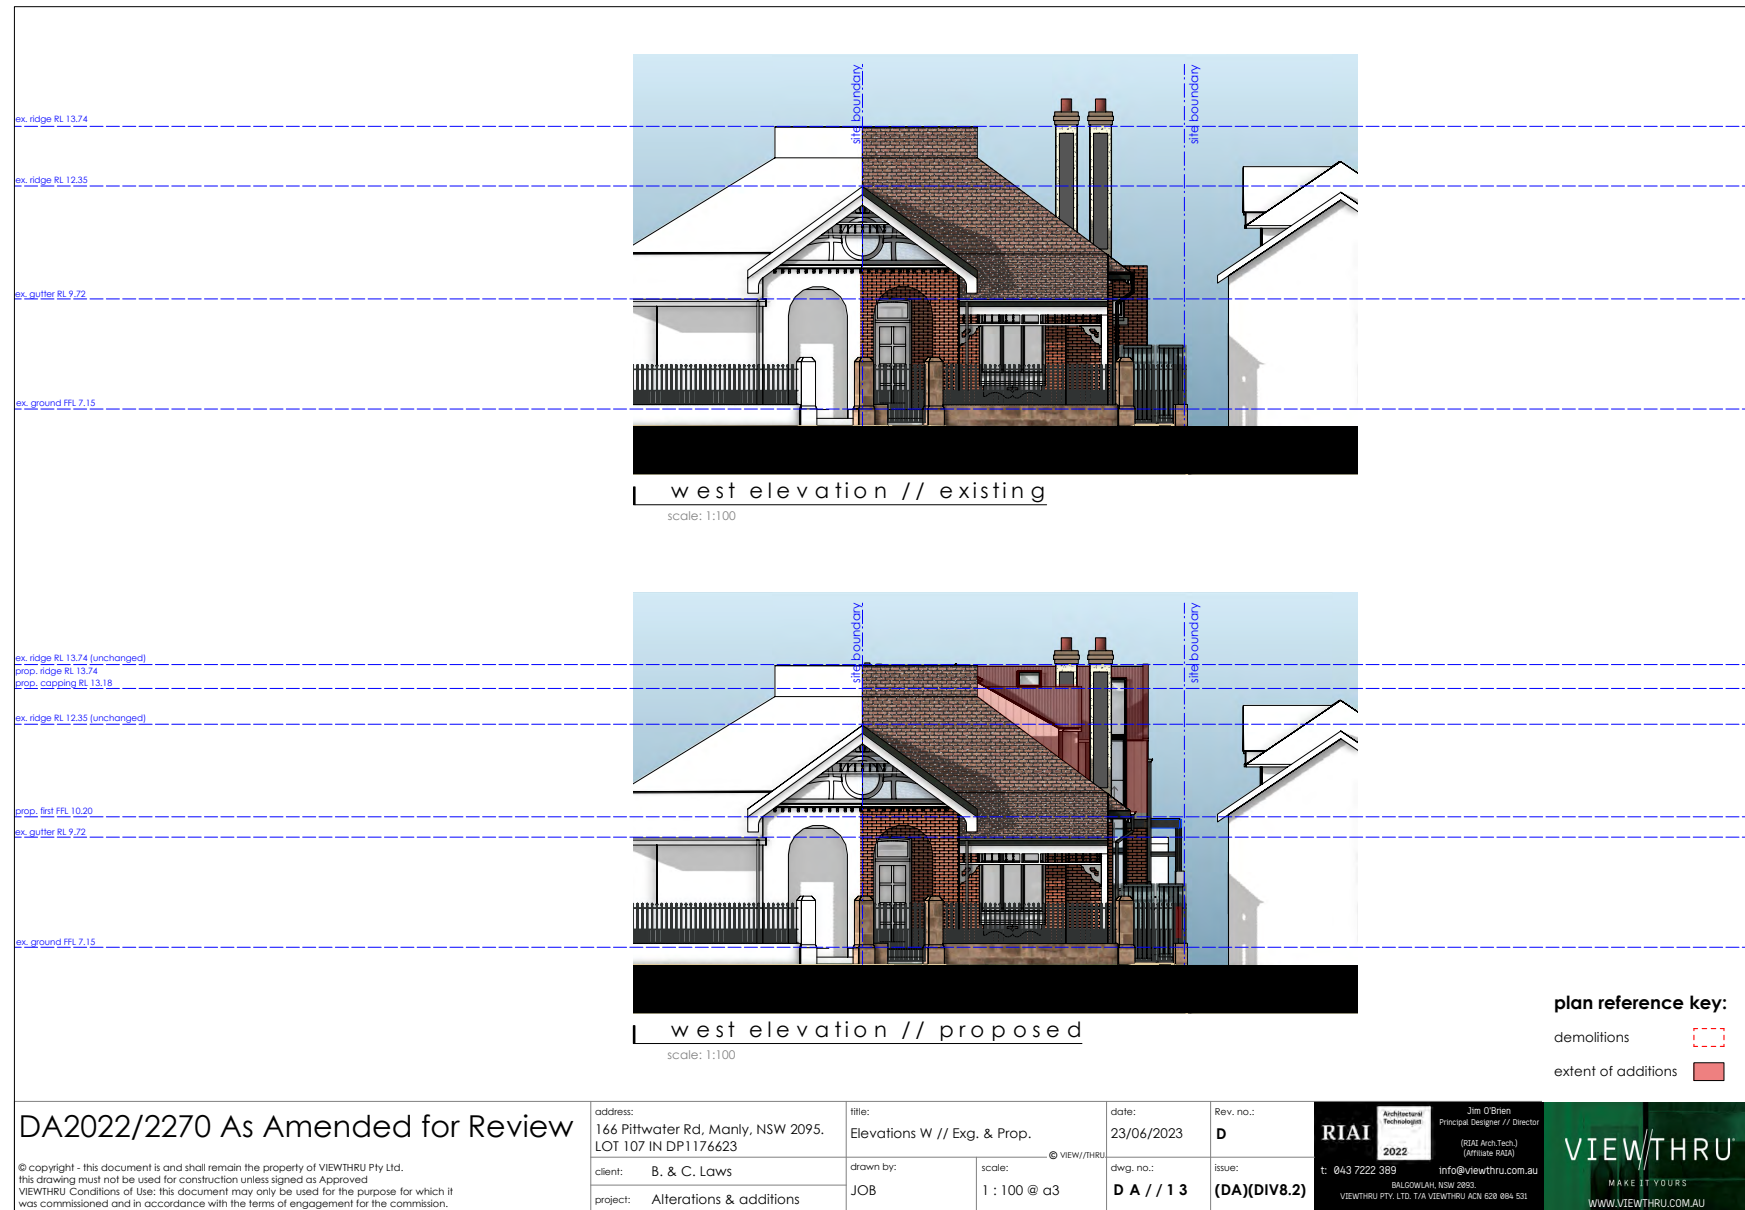 site boundary
site boundary
ex. ridge RL 13.74
ex. ridge RL 12.35
ex. gutter RL 9.72
ex. ground FFL 7.15
west elevation // existing
scale: 1:100
site boundary
site boundary
ex. ridge RL 13.74 (unchanged)
prop. ridge RL 13.74
prop. capping RL 13.18
ex. ridge RL 12.35 (unchanged)
prop. first FFL 10.20
ex. gutter RL 9.72
ex. ground FFL 7.15
west elevation // proposed
scale: 1:100
plan reference key:
demolitions
extent of additions
DA2022/2270 As Amended for Review
© copyright - this document is and shall remain the property of VIEWTHRU Pty Ltd.
this drawing must not be used for construction unless signed as Approved
VIEWTHRU Conditions of Use: this document may only be used for the purpose for which it
was commissioned and in accordance with the terms of engagement for the commission.
address:
166 Pittwater Rd, Manly, NSW 2095.
LOT 107 IN DP1176623
client: B. & C. Laws
project: Alterations & additions
title:
Elevations W // Exg. & Prop.
© VIEW//THRU
drawn by:
JOB
scale:
1 : 100 @ a3
date:
23/06/2023
Rev. no.:
D
dwg. no.:
DA//13
issue:
(DA)(DIV8.2)
RIAI
Architectural
Technologist
2022
Jim O'Brien
Principal Designer // Director
(RIAI Arch.Tech.)
(Affiliate RAIA)
t: 043 7222 389 info@viewthru.com.au
BALGOWLAH, NSW 2093.
VIEWTHRU PTY. LTD. T/A VIEWTHRU ACN 620 084 531
VIEW//THRU
MAKE IT YOURS
WWW.VIEWTHRU.COM.AU